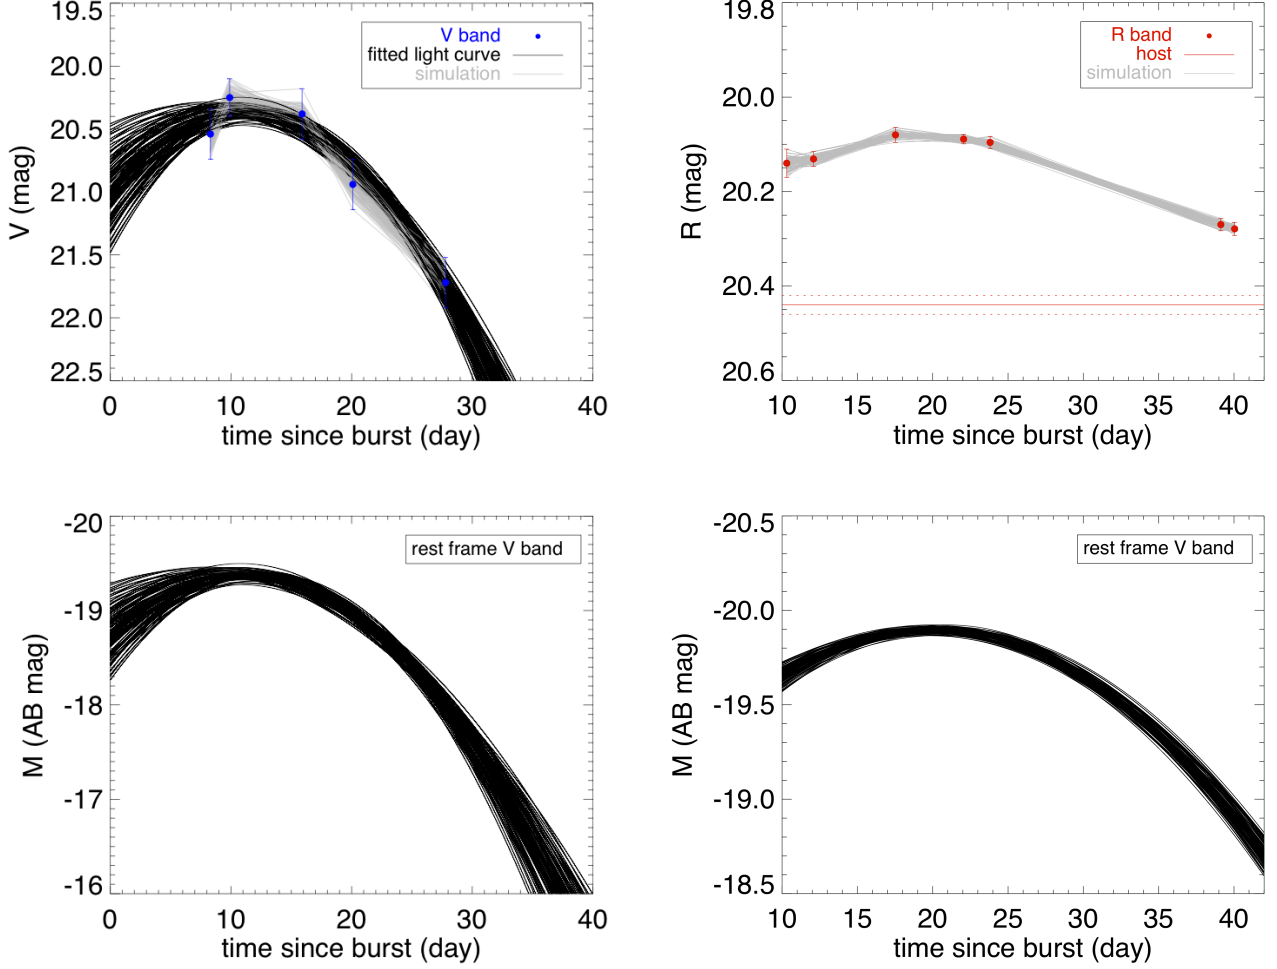 19.5
20.0
20.5
21.0
21.5
22.0
22.5
V (mag)
V band
fitted light curve
simulation
0 10 20 30 40
time since burst (day)
19.8
20.0
20.2
20.4
20.6
R (mag)
R band
host
simulation
10 15 20 25 30 35 40
time since burst (day)
-20
-19
-18
-17
-16
M (AB mag)
rest frame V band
0 10 20 30 40
time since burst (day)
-20.5
-20.0
-19.5
-19.0
-18.5
M (AB mag)
rest frame V band
10 15 20 25 30 35 40
time since burst (day)